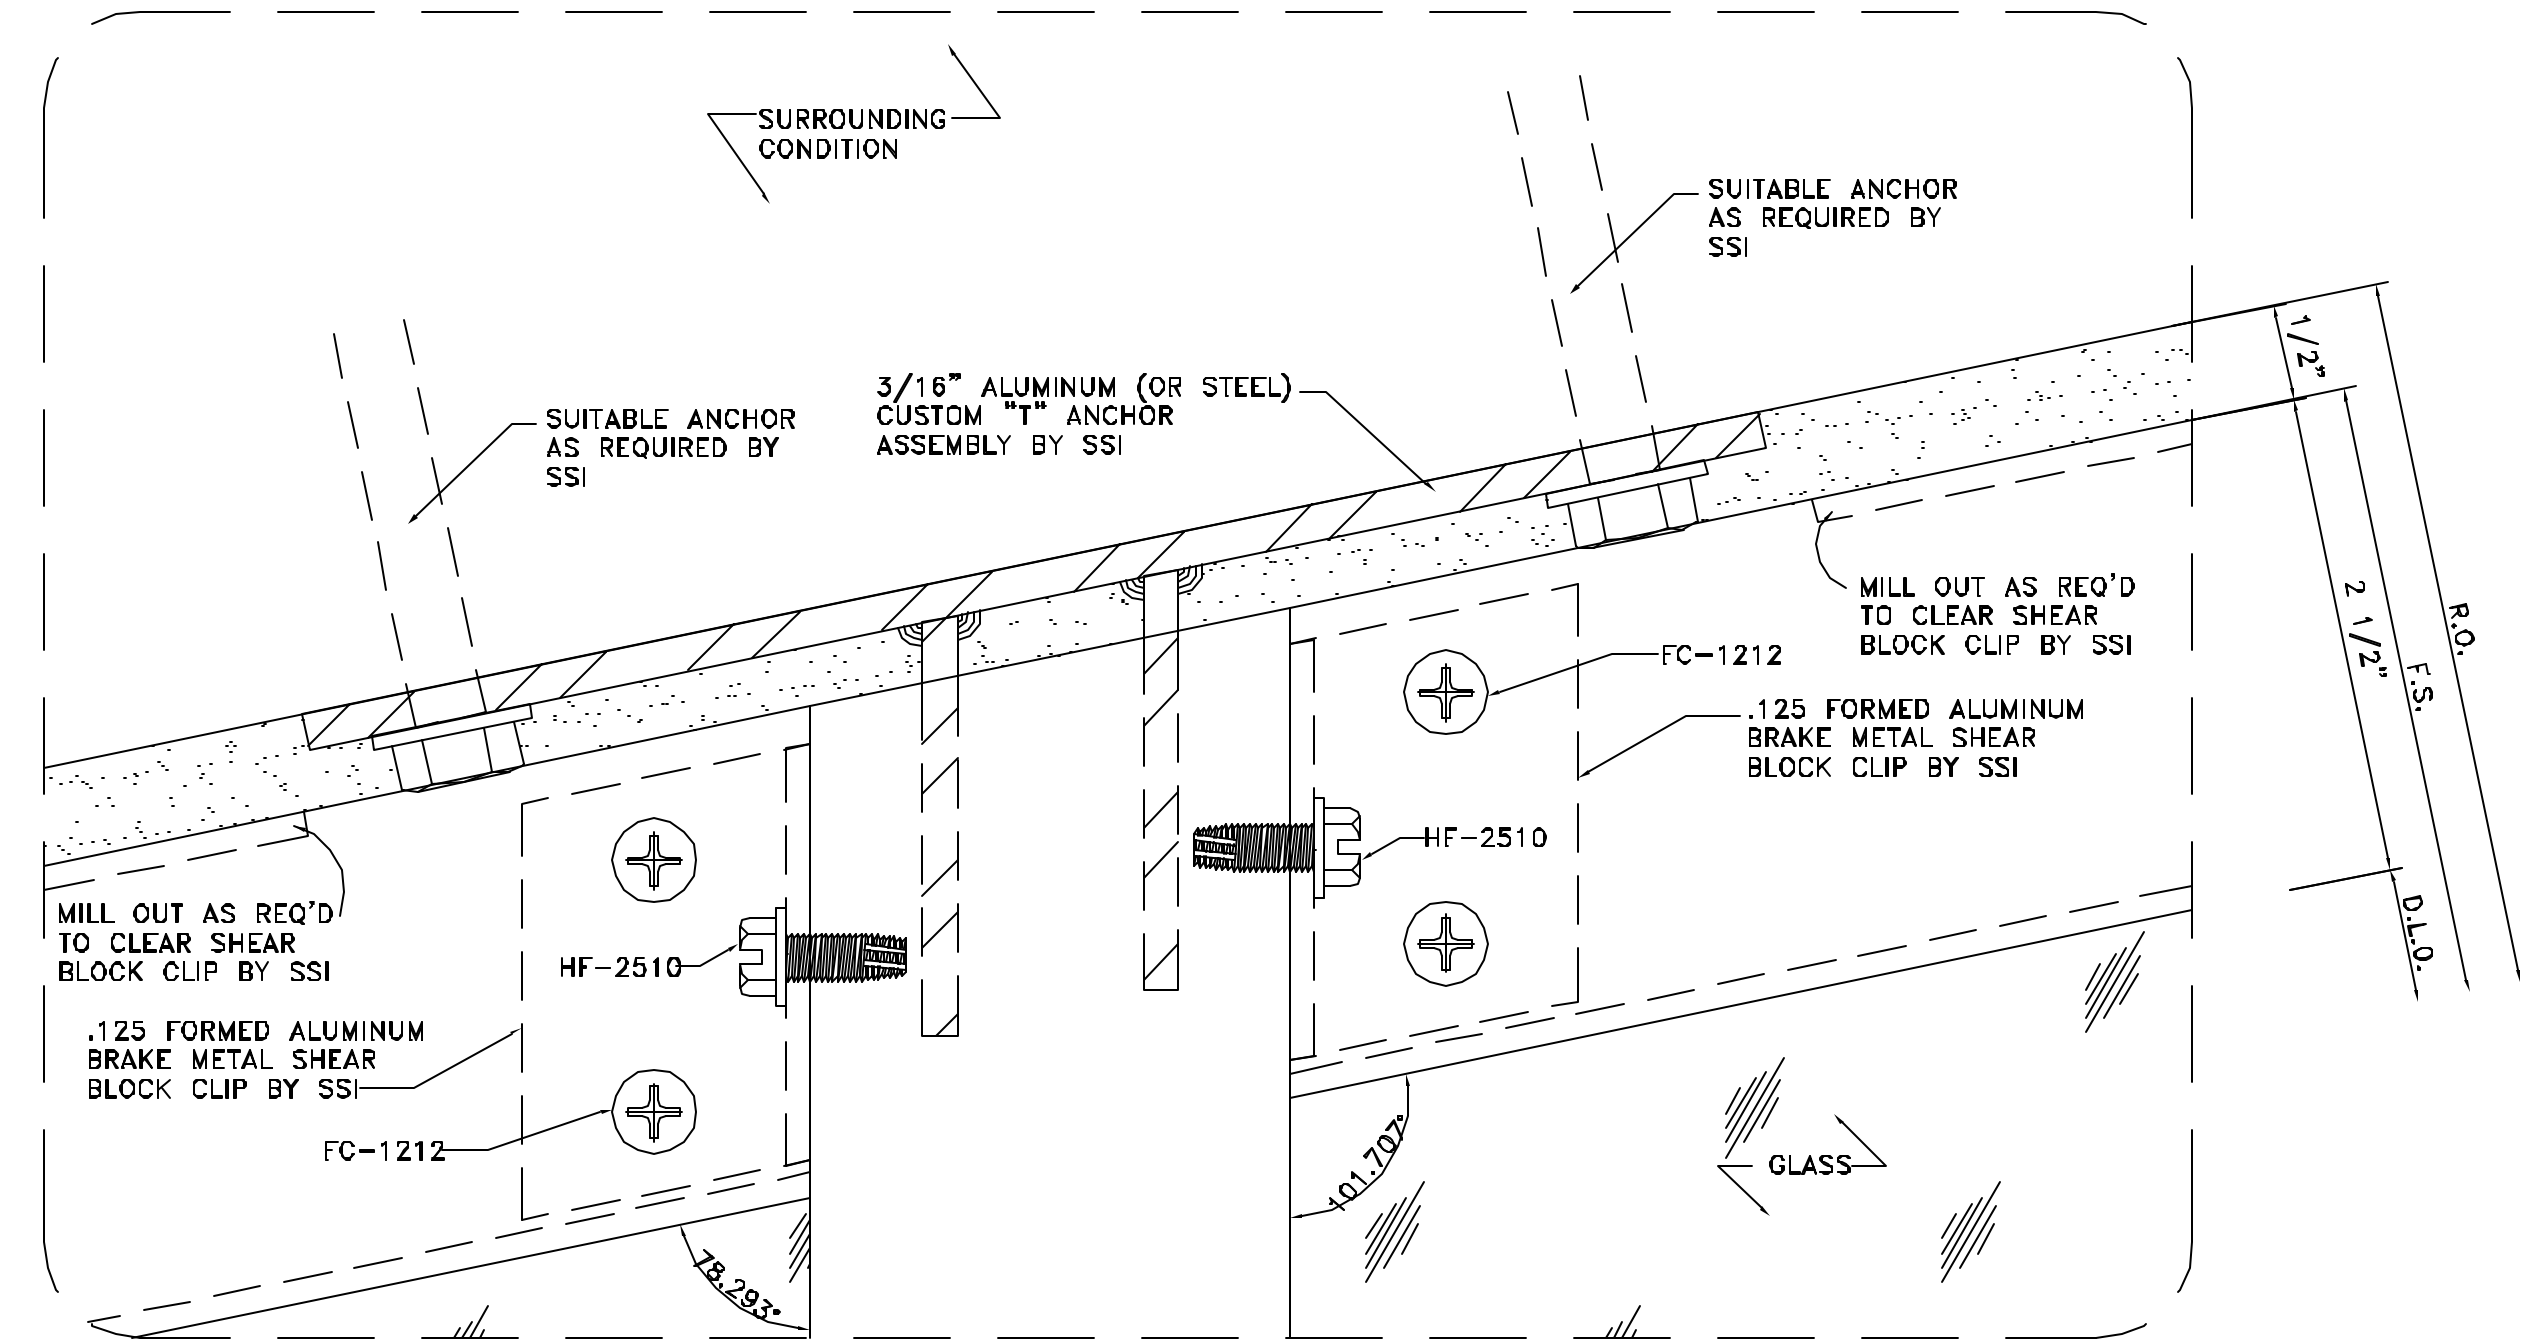 SURROUNDING
CONDITION
SUITABLE ANCHOR
AS REQUIRED BY
SSI
3/16” ALUMINUM (OR STEEL)
CUSTOM "T" ANCHOR
ASSEMBLY BY SSI
SUITABLE ANCHOR
AS REQUIRED BY
SSI
1/2”
2 1/2”
R.O.
F.S.
D.L.O.
MILL OUT AS REQ’D
TO CLEAR SHEAR
BLOCK CLIP BY SSI
FC-1212
.125 FORMED ALUMINUM
BRAKE METAL SHEAR
BLOCK CLIP BY SSI
HF-2510
MILL OUT AS REQ’D
TO CLEAR SHEAR
BLOCK CLIP BY SSI
HF-2510
.125 FORMED ALUMINUM
BRAKE METAL SHEAR
BLOCK CLIP BY SSI
FC-1212
101.707°
GLASS
78.293°